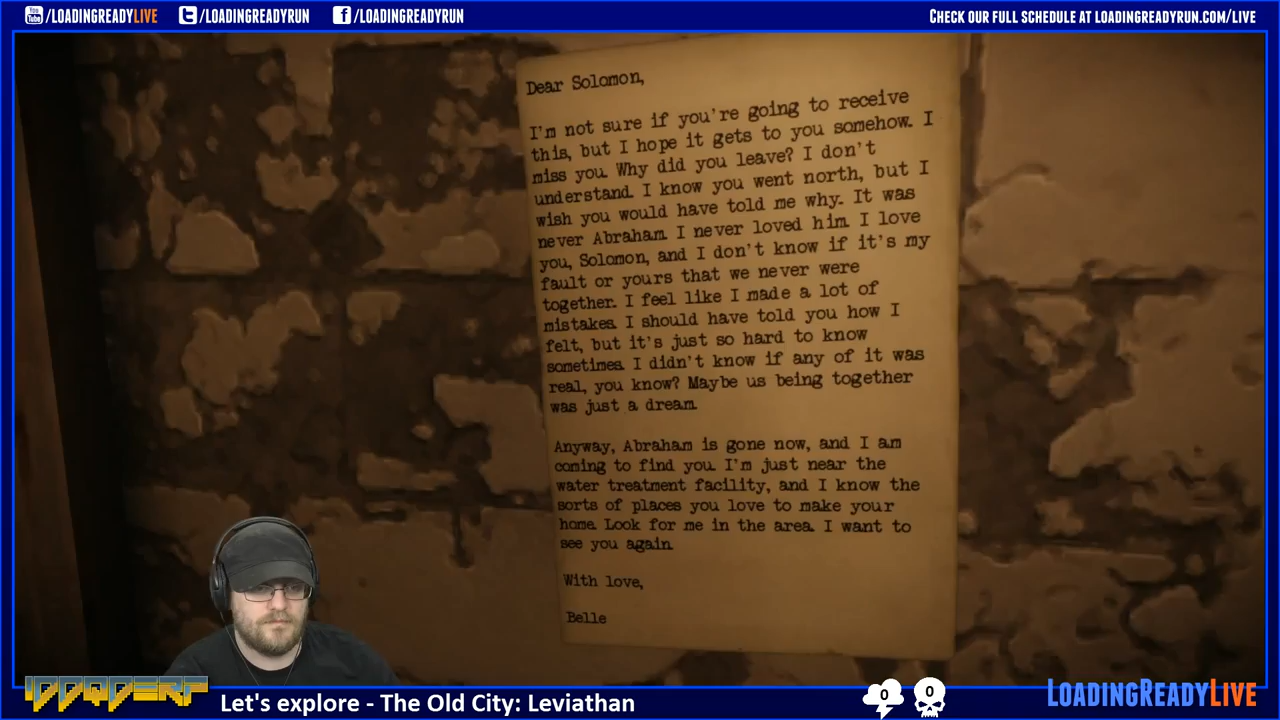 /LOADINGREADYLIVE /LOADINGREADYRUN /LOADINGREADYRUN CHECK OUR FULL SCHEDULE AT LOADINGREADYRUN.COM/LIVE
Dear Solomon,
I'm not sure if you're going to receive
this, but I hope it gets to you somehow. I
miss you. Why did you leave? I don't
understand. I know you went north, but I
wish you would have told me why. It was
never Abraham. I never loved him. I love
you, Solomon, and I don't know if it's my
fault or yours that we never were
together. I feel like I made a lot of
mistakes. I should have told you how I
felt, but it's just so hard to know
sometimes. I didn't know if any of it was
real, you know? Maybe us being together
was just a dream.
Anyway, Abraham is gone now, and I am
coming to find you. I'm just near the
water treatment facility, and I know the
sorts of places you love to make your
home. Look for me in the area. I want to
see you again.
With love,
Belle
IDDQDERP
Let's explore - The Old City: Leviathan
0 0
LOADINGREADYLIVE